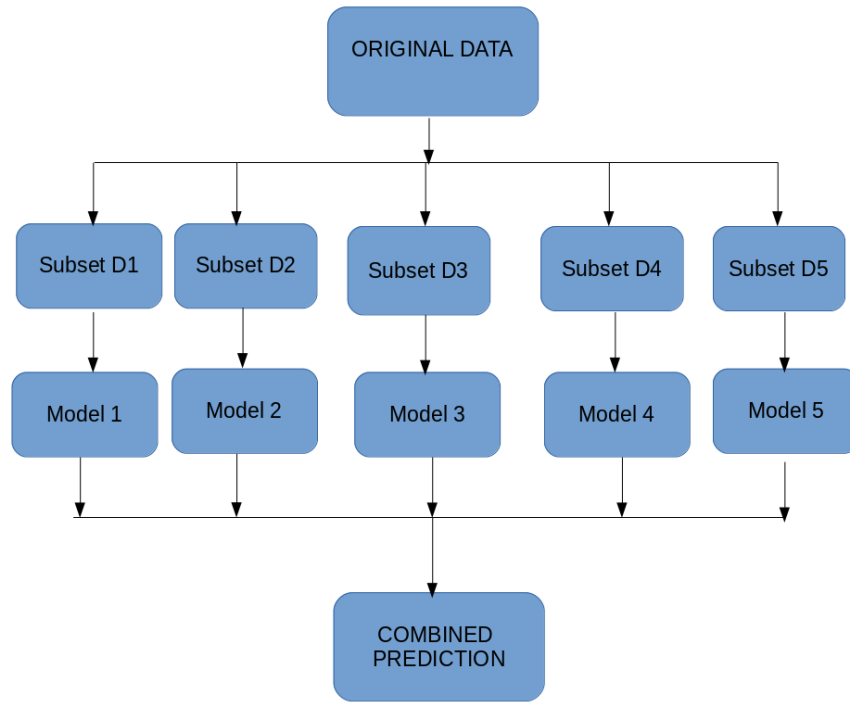 ORIGINAL DATA
Subset D1
Subset D2
Subset D3
Subset D4
Subset D5
Model 1
Model 2
Model 3
Model 4
Model 5
COMBINED
PREDICTION